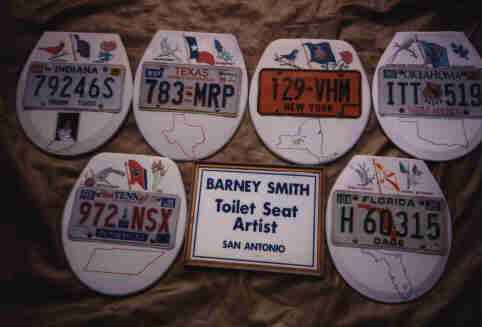 INDIANA
79246S
TEXAS
783 MRP
T29-VHM
NEW YORK
OKLAHOMA
ITT 519
TENN
972 NSX
BARNEY SMITH
Toilet Seat
Artist
SAN ANTONIO
FLORIDA
H 60315
DADE